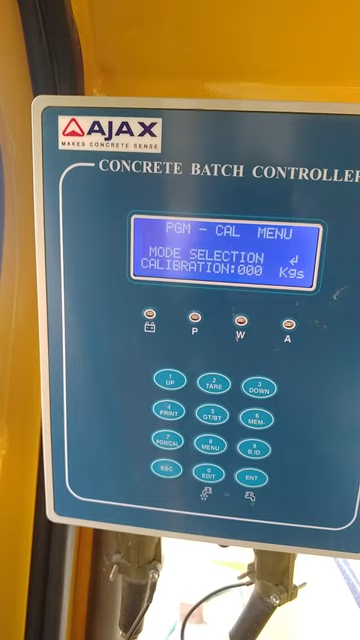 AJAX
MAKES CONCRETE SENSE
CONCRETE BATCH CONTROLLER
PGM - CAL MENU
MODE SELECTION ↲
CALIBRATION:000 Kgs
P W A
1 UP 2 TARE 3 DOWN
4 PRINT 5 GT/BT 6 MEM-
7 PGM/CAL 8 MENU 9 B.ID
ESC 0 EDIT ENT